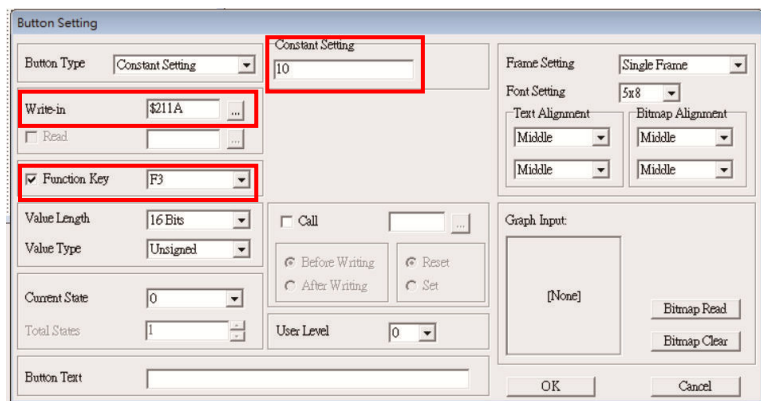 Button Setting
Button Type
Constant Setting
Constant Setting
10
Frame Setting
Single Frame
Font Setting
5x8
Text Alignment
Bitmap Alignment
Middle
Middle
Middle
Middle
Write-in
$211A
...
Read
...
Function Key
F3
Value Length
16 Bits
Value Type
Unsigned
Call
...
Before Writing
Reset
After Writing
Set
Graph Input:
[None]
Bitmap Read
Bitmap Clear
Current State
0
Total States
1
User Level
0
Button Text
OK
Cancel